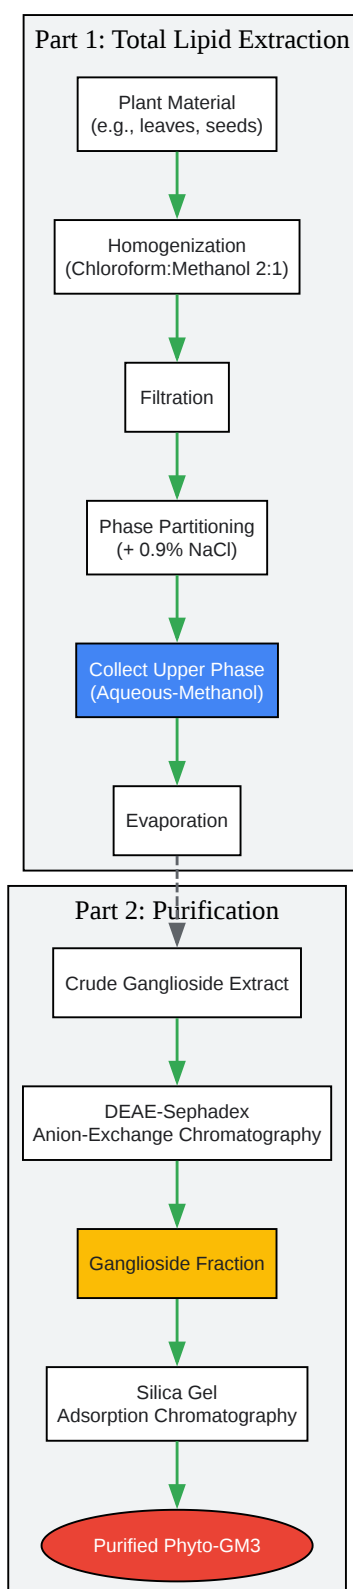 Part 1: Total Lipid Extraction
Plant Material
(e.g., leaves, seeds)
Homogenization
(Chloroform:Methanol 2:1)
Filtration
Phase Partitioning
(+ 0.9% NaCl)
Collect Upper Phase
(Aqueous-Methanol)
Evaporation
Part 2: Purification
Crude Ganglioside Extract
DEAE-Sephadex
Anion-Exchange Chromatography
Ganglioside Fraction
Silica Gel
Adsorption Chromatography
Purified Phyto-GM3